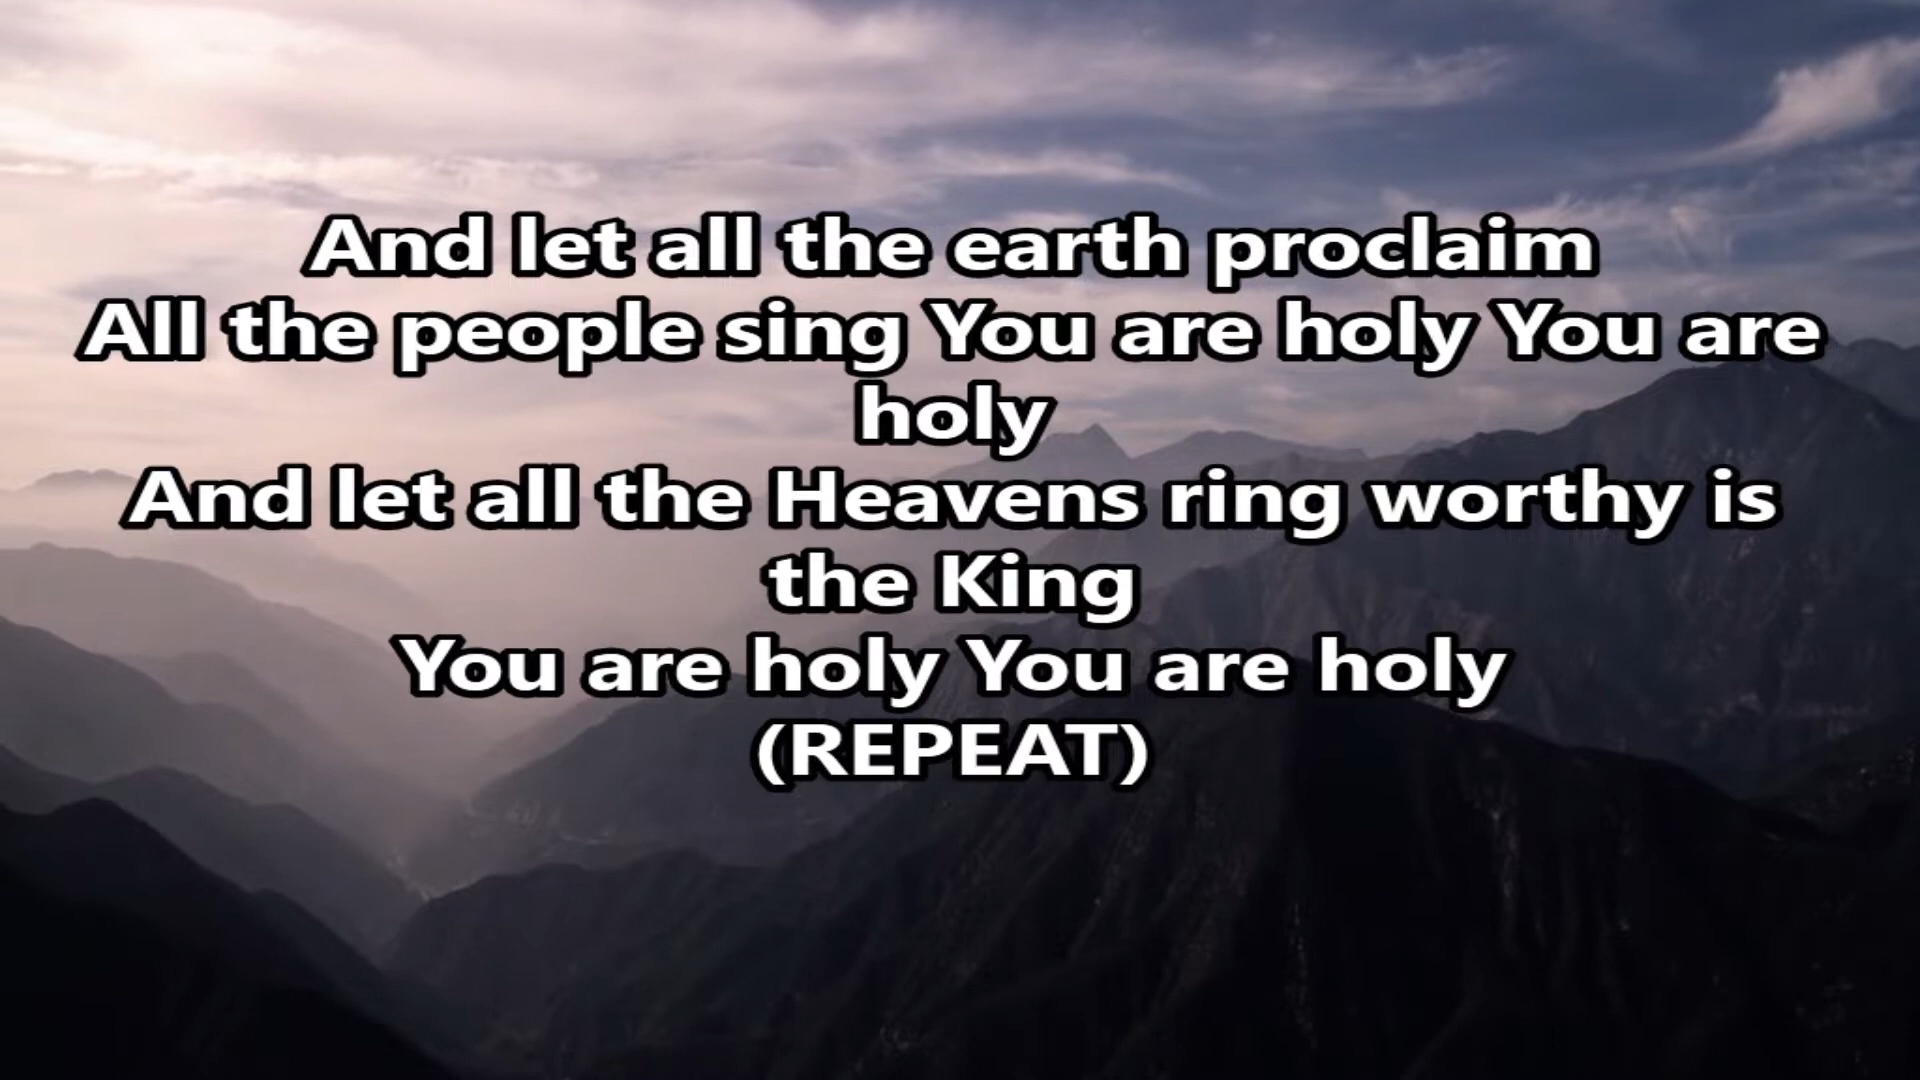 And let all the earth proclaim
All the people sing You are holy You are
holy
And let all the Heavens ring worthy is
the King
You are holy You are holy
(REPEAT)